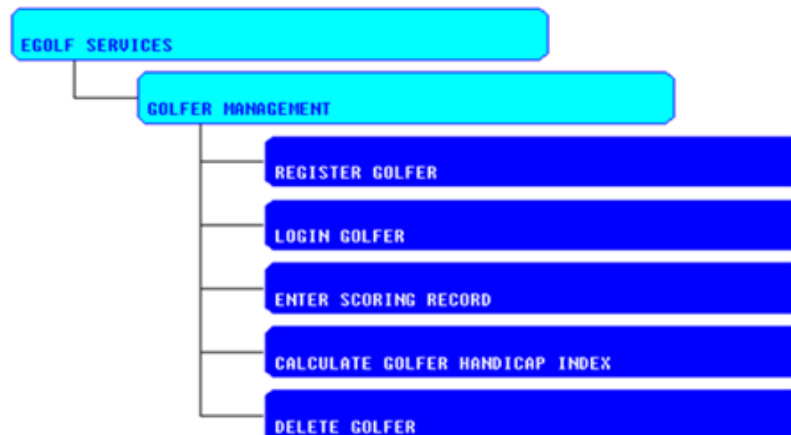 EGOLF SERVICES
GOLFER MANAGEMENT
REGISTER GOLFER
LOGIN GOLFER
ENTER SCORING RECORD
CALCULATE GOLFER HANDICAP INDEX
DELETE GOLFER